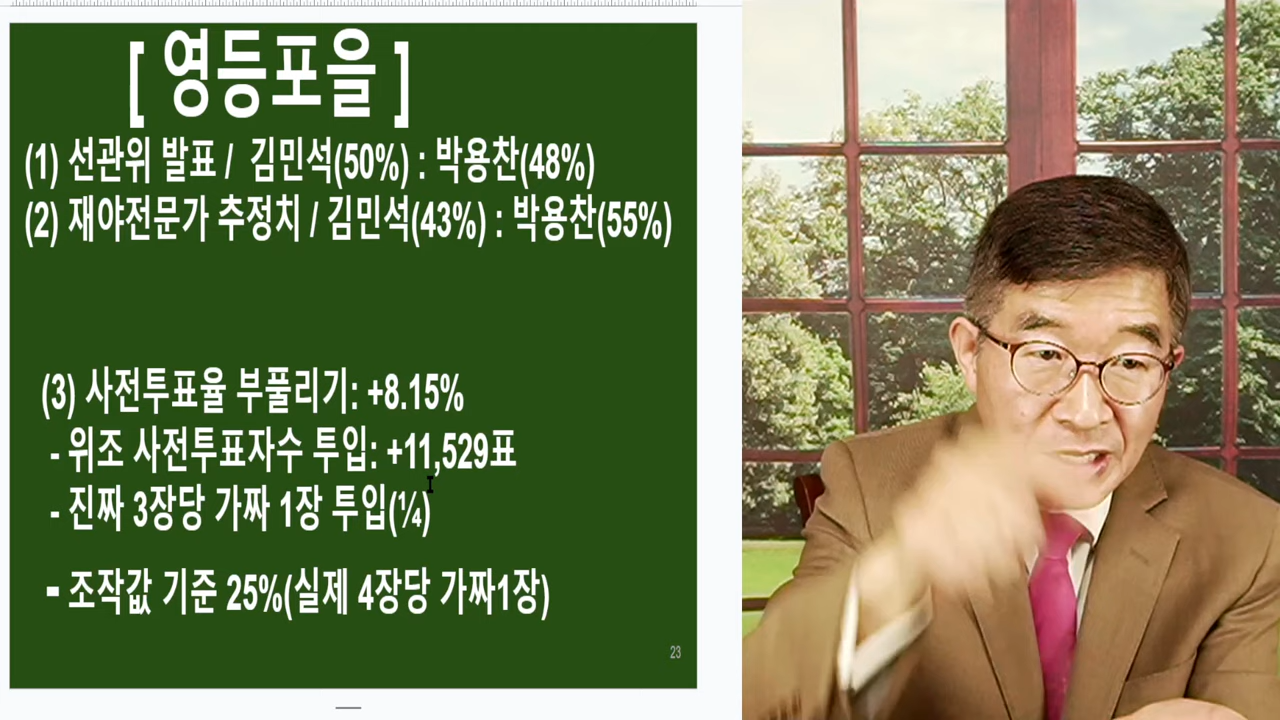 [ 영등포을 ]
(1) 선관위 발표 / 김민석(50%) : 박용찬(48%)
(2) 재야전문가 추정치 / 김민석(43%) : 박용찬(55%)
(3) 사전투표율 부풀리기: +8.15%
- 위조 사전투표자수 투입: +11,529표
- 진짜 3장당 가짜 1장 투입(¼)
- 조작값 기준 25%(실제 4장당 가짜1장)
23